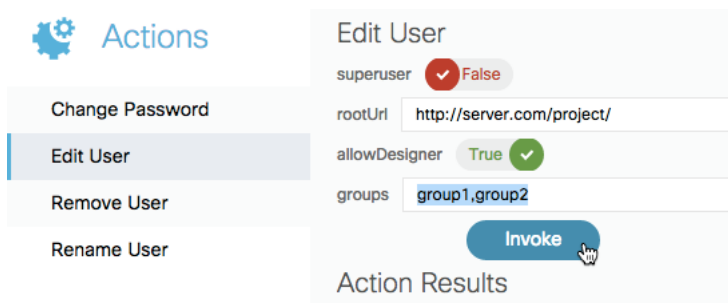 Actions
Change Password
Edit User
Remove User
Rename User
Edit User
superuser False
rootUrl http://server.com/project/
allowDesigner True
groups group1,group2
Invoke
Action Results